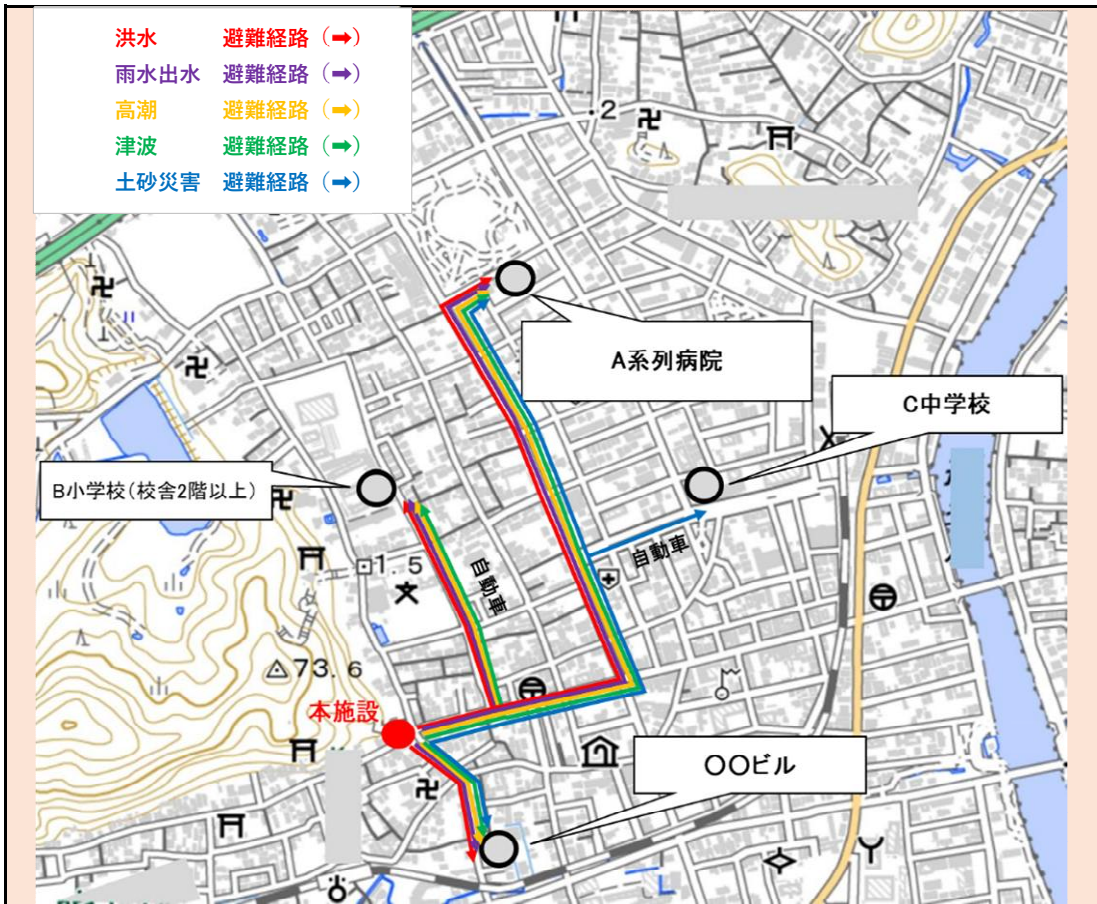 洪水 避難経路(➡)
雨水出水 避難経路(➡)
高潮 避難経路(➡)
津波 避難経路(➡)
土砂災害 避難経路(➡)
.2
A系列病院
C中学校
B小学校(校舎2階以上)
1.5
自動車
自動車
73.6
本施設
〇〇ビル